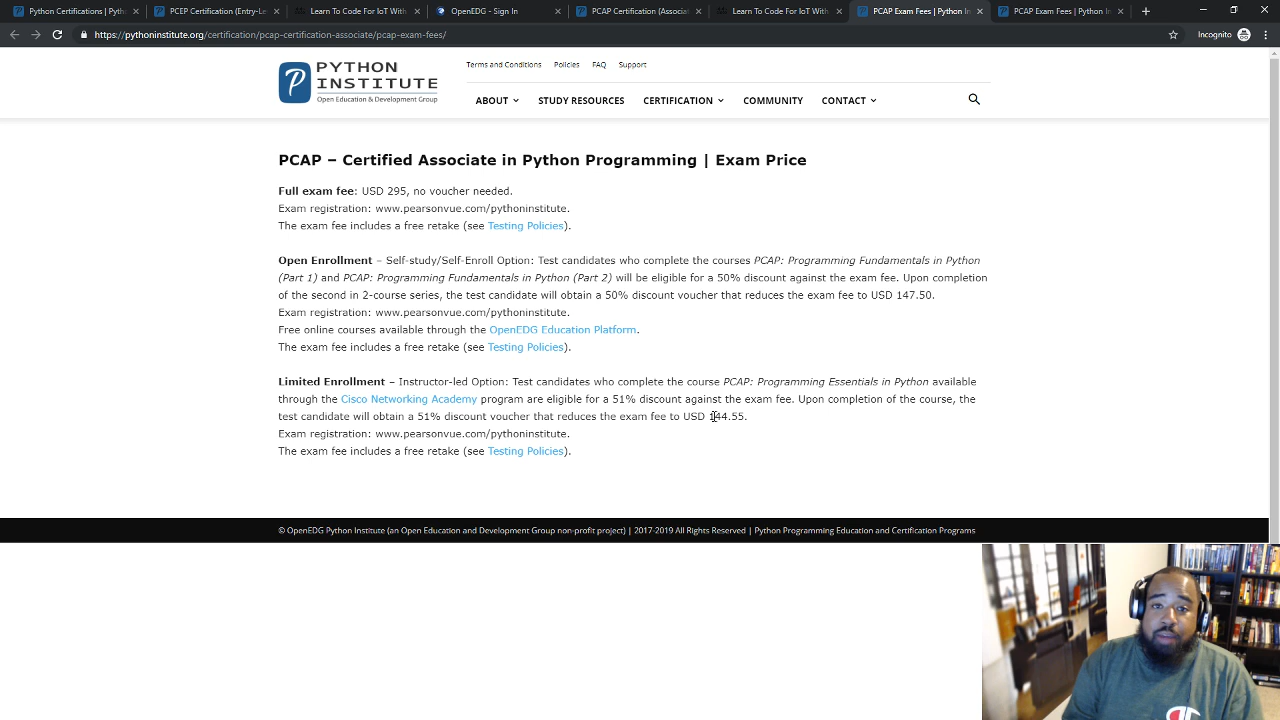 Python Certifications | Pyth
PCEP Certification (Entry-Le
Learn To Code For IoT With
OpenEDG - Sign In
PCAP Certification (Associat
Learn To Code For IoT With
PCAP Exam Fees | Python In
PCAP Exam Fees | Python In
https://pythoninstitute.org/certification/pcap-certification-associate/pcap-exam-fees/
Incognito
PYTHON
INSTITUTE
Open Education & Development Group
Terms and Conditions Policies FAQ Support
ABOUT STUDY RESOURCES CERTIFICATION COMMUNITY CONTACT
PCAP – Certified Associate in Python Programming | Exam Price
Full exam fee: USD 295, no voucher needed.
Exam registration: www.pearsonvue.com/pythoninstitute.
The exam fee includes a free retake (see Testing Policies).
Open Enrollment – Self-study/Self-Enroll Option: Test candidates who complete the courses PCAP: Programming Fundamentals in Python
(Part 1) and PCAP: Programming Fundamentals in Python (Part 2) will be eligible for a 50% discount against the exam fee. Upon completion
of the second in 2-course series, the test candidate will obtain a 50% discount voucher that reduces the exam fee to USD 147.50.
Exam registration: www.pearsonvue.com/pythoninstitute.
Free online courses available through the OpenEDG Education Platform.
The exam fee includes a free retake (see Testing Policies).
Limited Enrollment – Instructor-led Option: Test candidates who complete the course PCAP: Programming Essentials in Python available
through the Cisco Networking Academy program are eligible for a 51% discount against the exam fee. Upon completion of the course, the
test candidate will obtain a 51% discount voucher that reduces the exam fee to USD 144.55.
Exam registration: www.pearsonvue.com/pythoninstitute.
The exam fee includes a free retake (see Testing Policies).
© OpenEDG Python Institute (an Open Education and Development Group non-profit project) | 2017-2019 All Rights Reserved | Python Programming Education and Certification Programs